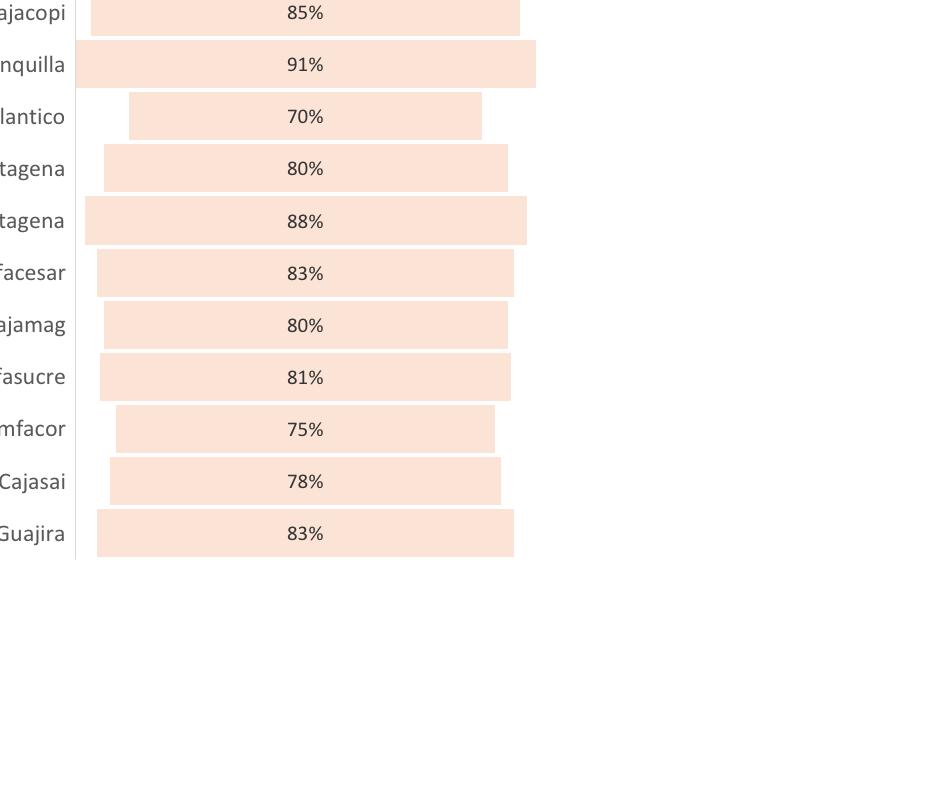 ajacopi 85%
nquilla 91%
lantico 70%
tagena 80%
tagena 88%
facesar 83%
ajamag 80%
fasucre 81%
mfacor 75%
Cajasai 78%
Guajira 83%